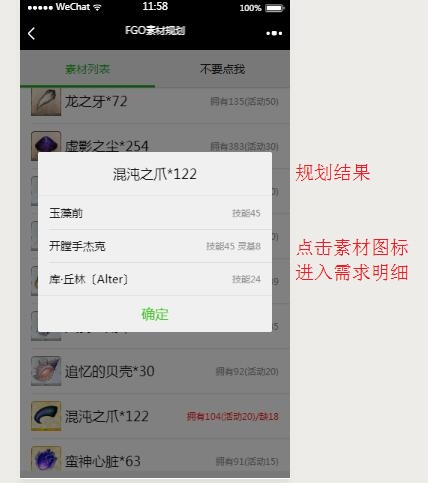 WeChat 11:58 100%
FGO素材规划
素材列表 不要点我
龙之牙*72 拥有135(活动50)
虚影之尘*254 拥有383(活动30)
混沌之爪*122
玉藻前 技能45
开膛手杰克 技能45 灵基8
库·丘林〔Alter〕 技能24
确定
追忆的贝壳*30 拥有92(活动20)
混沌之爪*122 拥有104(活动20)/缺18
蛮神心脏*63 拥有91(活动15)
规划结果
点击素材图标
进入需求明细